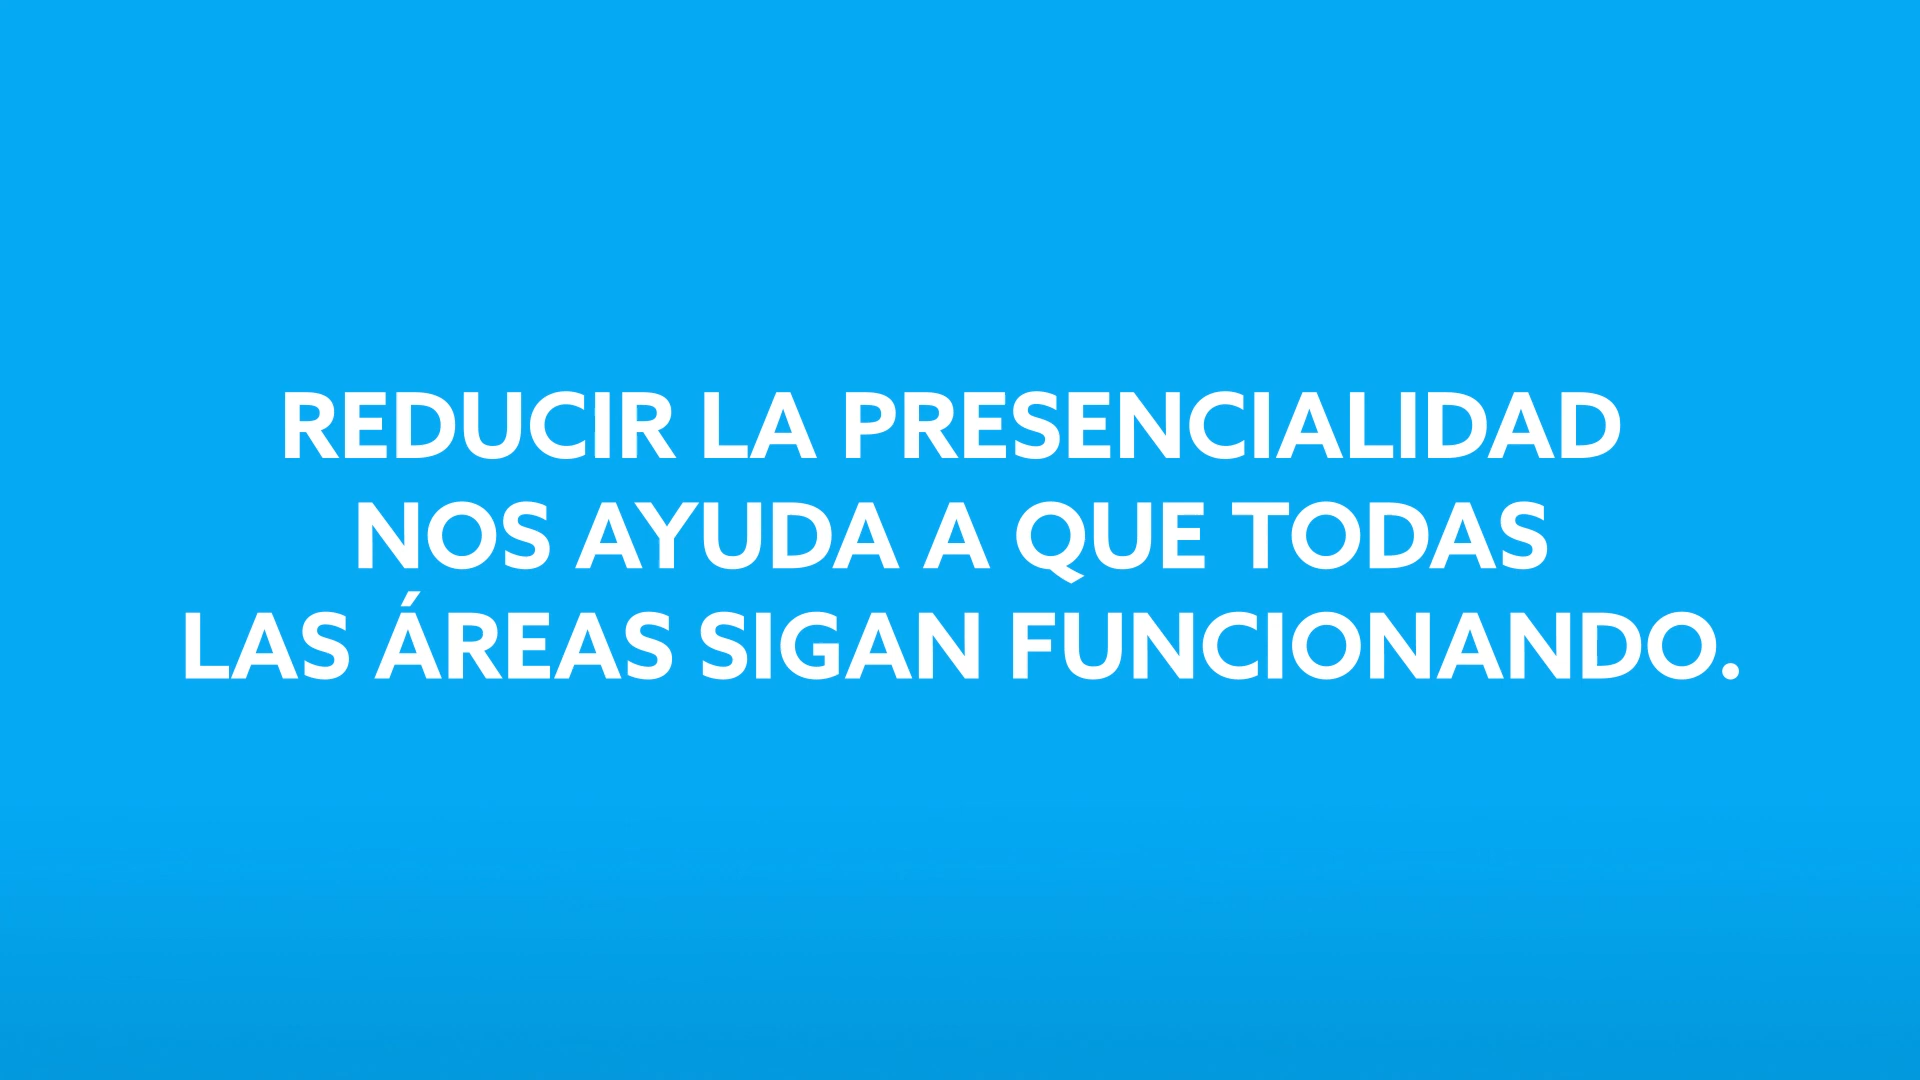 REDUCIR LA PRESENCIALIDAD
NOS AYUDA A QUE TODAS
LAS ÁREAS SIGAN FUNCIONANDO.